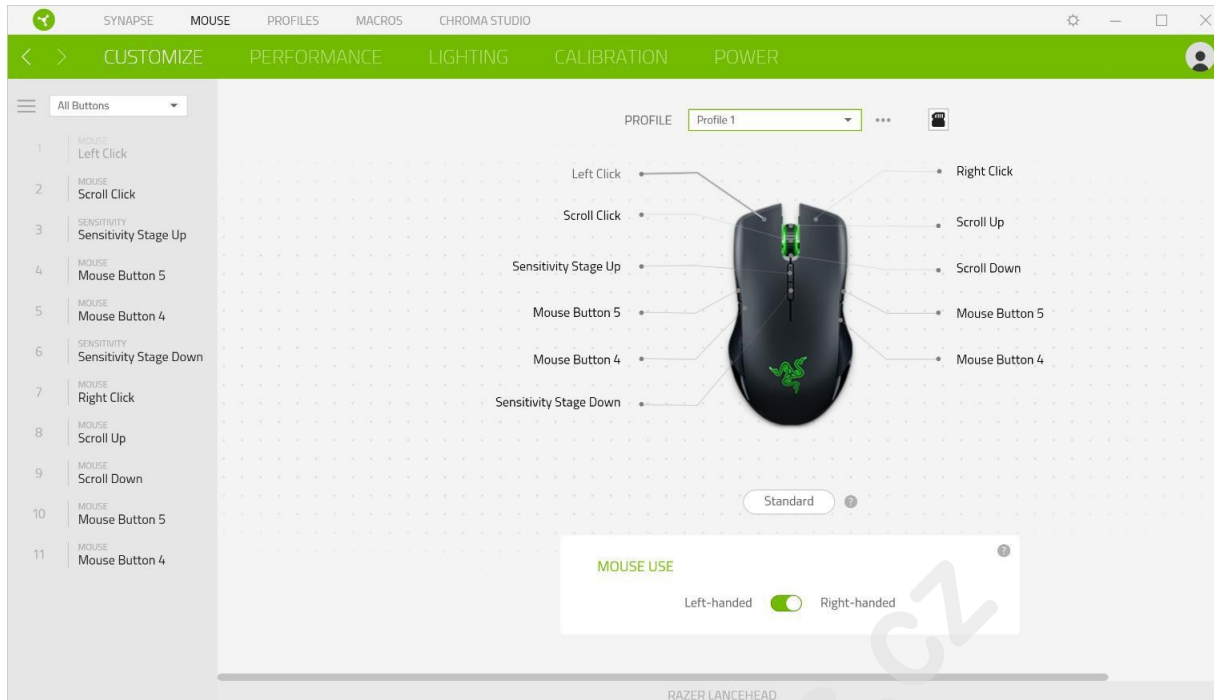 SYNAPSE MOUSE PROFILES MACROS CHROMA STUDIO
CUSTOMIZE PERFORMANCE LIGHTING CALIBRATION POWER
All Buttons
1 MOUSE
Left Click
2 MOUSE
Scroll Click
3 SENSITIVITY
Sensitivity Stage Up
4 MOUSE
Mouse Button 5
5 MOUSE
Mouse Button 4
6 SENSITIVITY
Sensitivity Stage Down
7 MOUSE
Right Click
8 MOUSE
Scroll Up
9 MOUSE
Scroll Down
10 MOUSE
Mouse Button 5
11 MOUSE
Mouse Button 4
PROFILE Profile 1
Left Click
Scroll Click
Sensitivity Stage Up
Mouse Button 5
Mouse Button 4
Sensitivity Stage Down
Right Click
Scroll Up
Scroll Down
Mouse Button 5
Mouse Button 4
Standard ?
MOUSE USE ?
Left-handed Right-handed
RAZER LANCEHEAD
cz